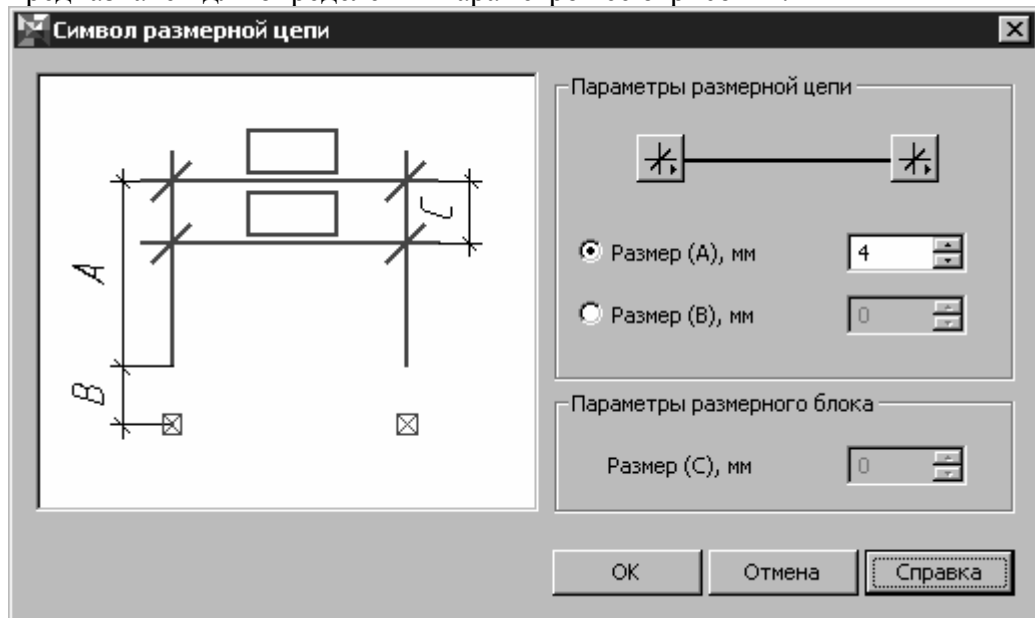 Символ размерной цепи
A
B
C
Параметры размерной цепи
Размер (А), мм
4
Размер (В), мм
0
Параметры размерного блока
Размер (С), мм
0
ОК
Отмена
Справка